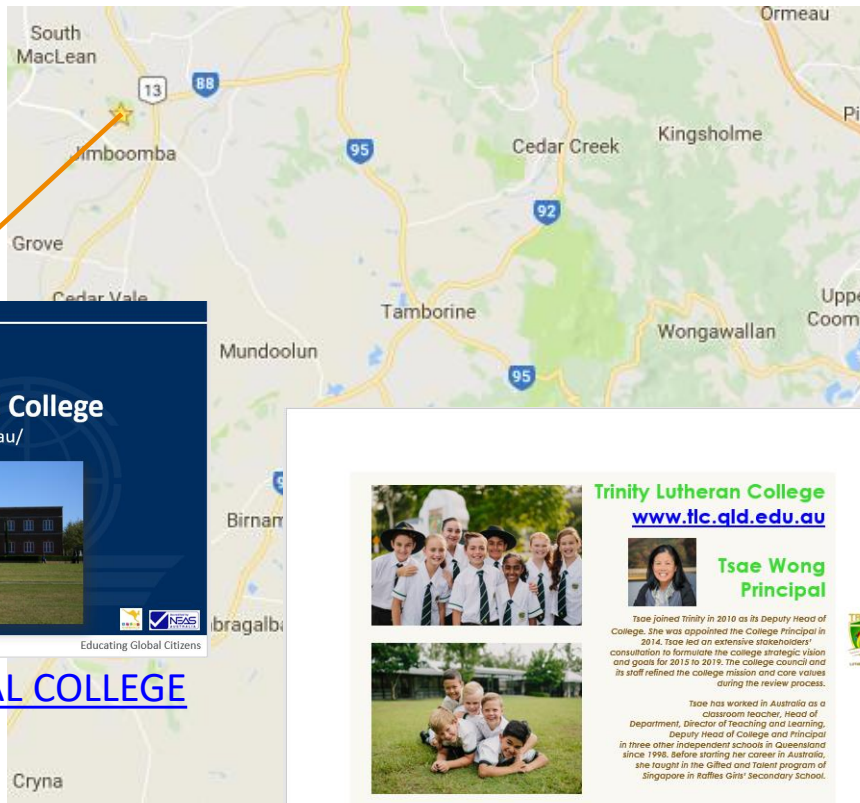 Ormeau
South
MacLean
13
88
Jimboomba
95
Cedar Creek
Kingsholme
92
Grove
Cedar Vale
Tamborine
Wongawallan
Mundoolun
95
College
au/
Birnam
NEAS
Educating Global Citizens
AL COLLEGE
Cryna
Trinity Lutheran College
www.tlc.qld.edu.au
Tsae Wong
Principal
Tsae joined Trinity in 2010 as its Deputy Head of
College. She was appointed the College Principal in
2014. Tsae led an extensive stakeholders'
consultation to formulate the college strategic vision
and goals for 2015 to 2019. The college council and
its staff refined the college mission and core values
during the review process.
Tsae has worked in Australia as a
classroom teacher, Head of
Department, Director of Teaching and Learning,
Deputy Head of College and Principal
in three other independent schools in Queensland
since 1998. Before starting her career in Australia,
she taught in the Gifted and Talent program of
Singapore in Raffles Girls' Secondary School.